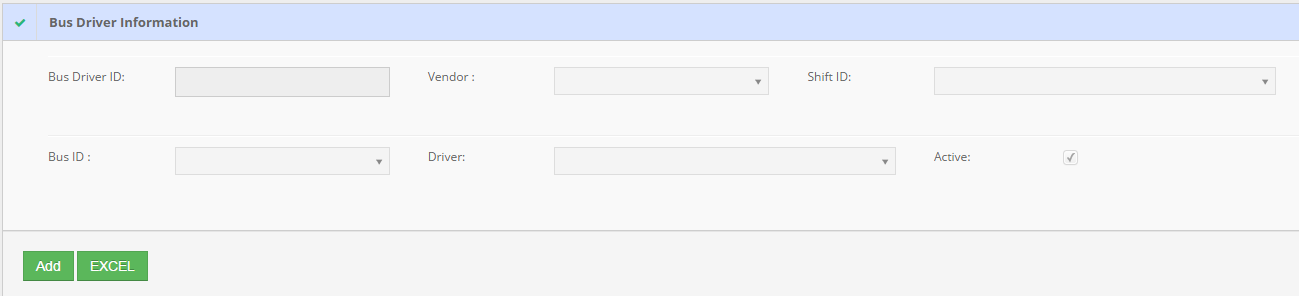 Bus Driver Information
Bus Driver ID: Vendor : Shift ID:
Bus ID : Driver: Active:
Add EXCEL